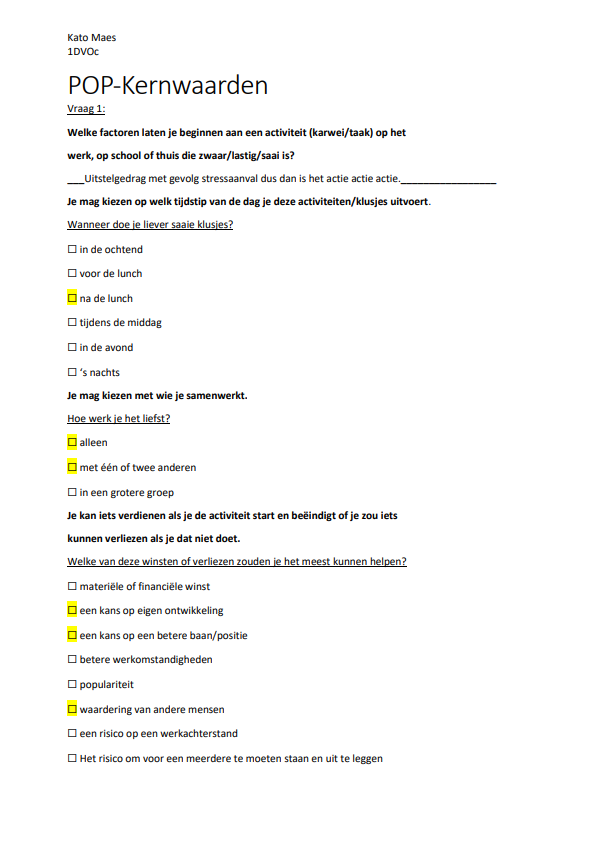 Kato Maes
1DVOc
POP-Kernwaarden
Vraag 1:
Welke factoren laten je beginnen aan een activiteit (karwei/taak) op het
werk, op school of thuis die zwaar/lastig/saai is?
___Uitstelgedrag met gevolg stressaanval dus dan is het actie actie actie.__________________
Je mag kiezen op welk tijdstip van de dag je deze activiteiten/klusjes uitvoert.
Wanneer doe je liever saaie klusjes?
☐ in de ochtend
☐ voor de lunch
☐ na de lunch
☐ tijdens de middag
☐ in de avond
☐ ‘s nachts
Je mag kiezen met wie je samenwerkt.
Hoe werk je het liefst?
☐ alleen
☐ met één of twee anderen
☐ in een grotere groep
Je kan iets verdienen als je de activiteit start en beëindigt of je zou iets
kunnen verliezen als je dat niet doet.
Welke van deze winsten of verliezen zouden je het meest kunnen helpen?
☐ materiële of financiële winst
☐ een kans op eigen ontwikkeling
☐ een kans op een betere baan/positie
☐ betere werkomstandigheden
☐ populariteit
☐ waardering van andere mensen
☐ een risico op een werkachterstand
☐ Het risico om voor een meerdere te moeten staan en uit te leggen